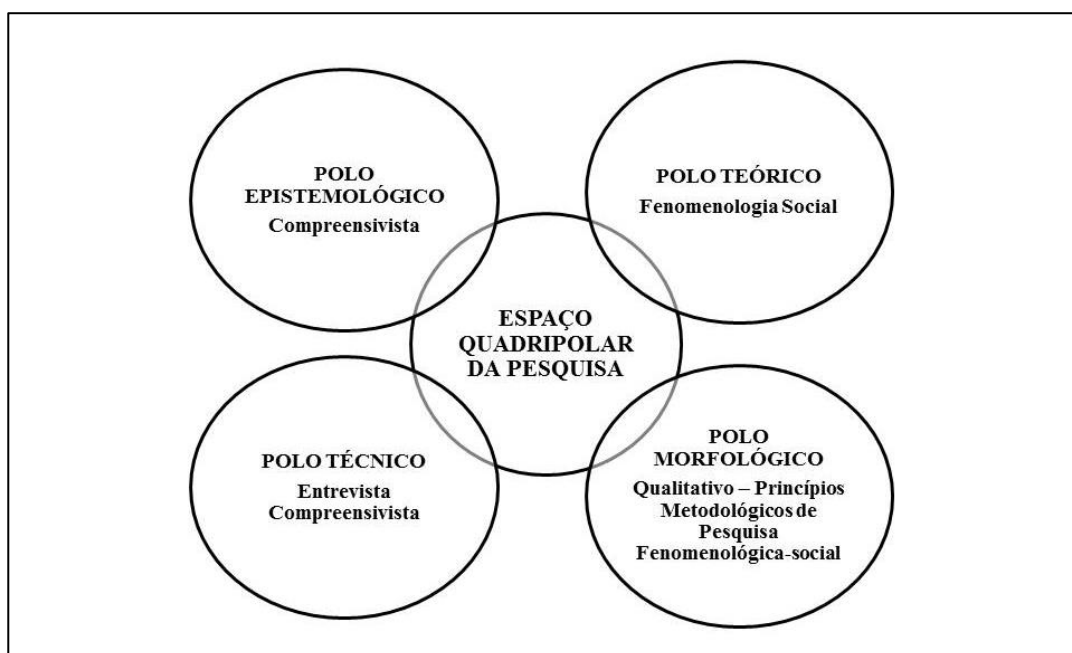 POLO
EPISTEMOLÓGICO
Compreensivista
POLO TEÓRICO
Fenomenologia Social
ESPAÇO
QUADRIPOLAR
DA PESQUISA
POLO TÉCNICO
Entrevista
Compreensivista
POLO
MORFOLÓGICO
Qualitativo – Princípios
Metodológicos de
Pesquisa
Fenomenológica-social